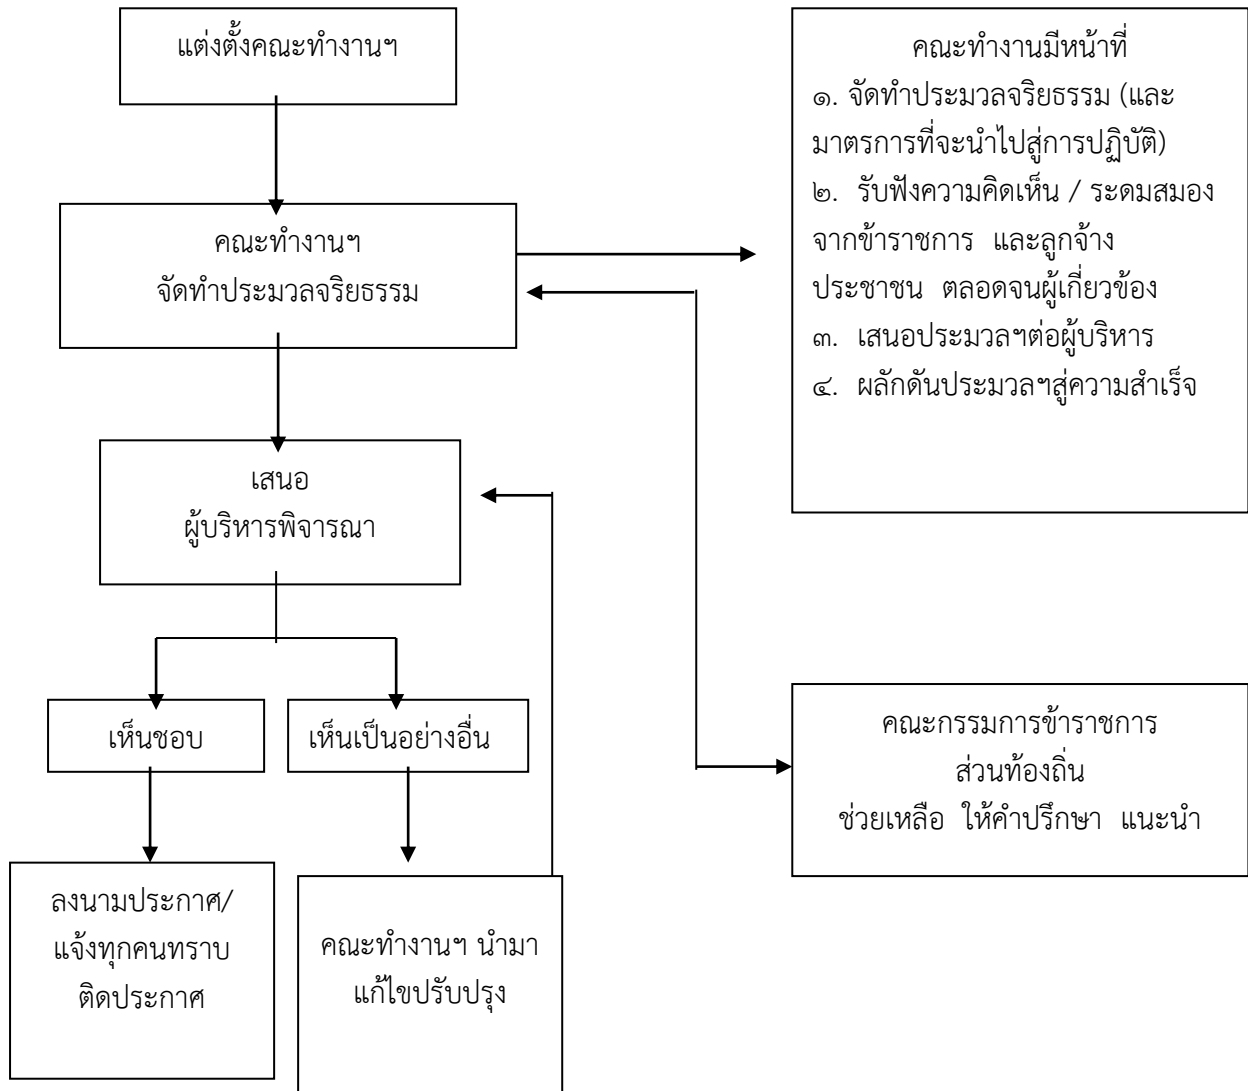 แต่งตั้งคณะทำงานฯ
คณะทำงานฯ
จัดทำประมวลจริยธรรม
คณะทำงานมีหน้าที่
๑. จัดทำประมวลจริยธรรม (และ
มาตรการที่จะนำไปสู่การปฏิบัติ)
๒. รับฟังความคิดเห็น / ระดมสมอง
จากข้าราชการ และลูกจ้าง
ประชาชน ตลอดจนผู้เกี่ยวข้อง
๓. เสนอประมวลฯต่อผู้บริหาร
๔. ผลักดันประมวลฯสู่ความสำเร็จ
เสนอ
ผู้บริหารพิจารณา
เห็นชอบ
เห็นเป็นอย่างอื่น
คณะกรรมการข้าราชการ
ส่วนท้องถิ่น
ช่วยเหลือ ให้คำปรึกษา แนะนำ
ลงนามประกาศ/
แจ้งทุกคนทราบ
ติดประกาศ
คณะทำงานฯ นำมา
แก้ไขปรับปรุง